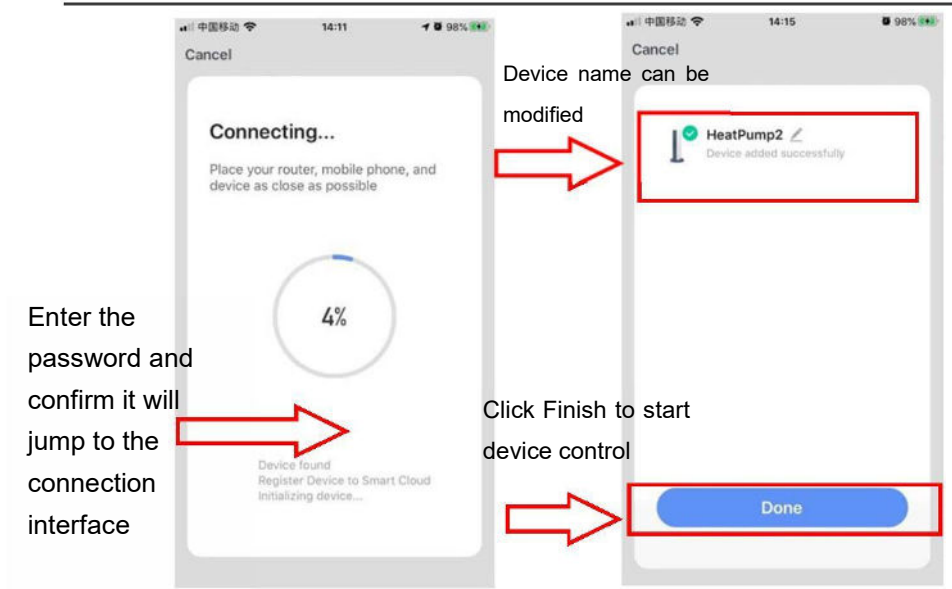 中国移动 14:11 98%
Cancel
Connecting...
Place your router, mobile phone, and
device as close as possible
4%
Device found
Register Device to Smart Cloud
Initializing device...
Enter the
password and
confirm it will
jump to the
connection
interface
Device name can be
modified
Click Finish to start
device control
中国移动 14:15 98%
Cancel
HeatPump2
Device added successfully
Done